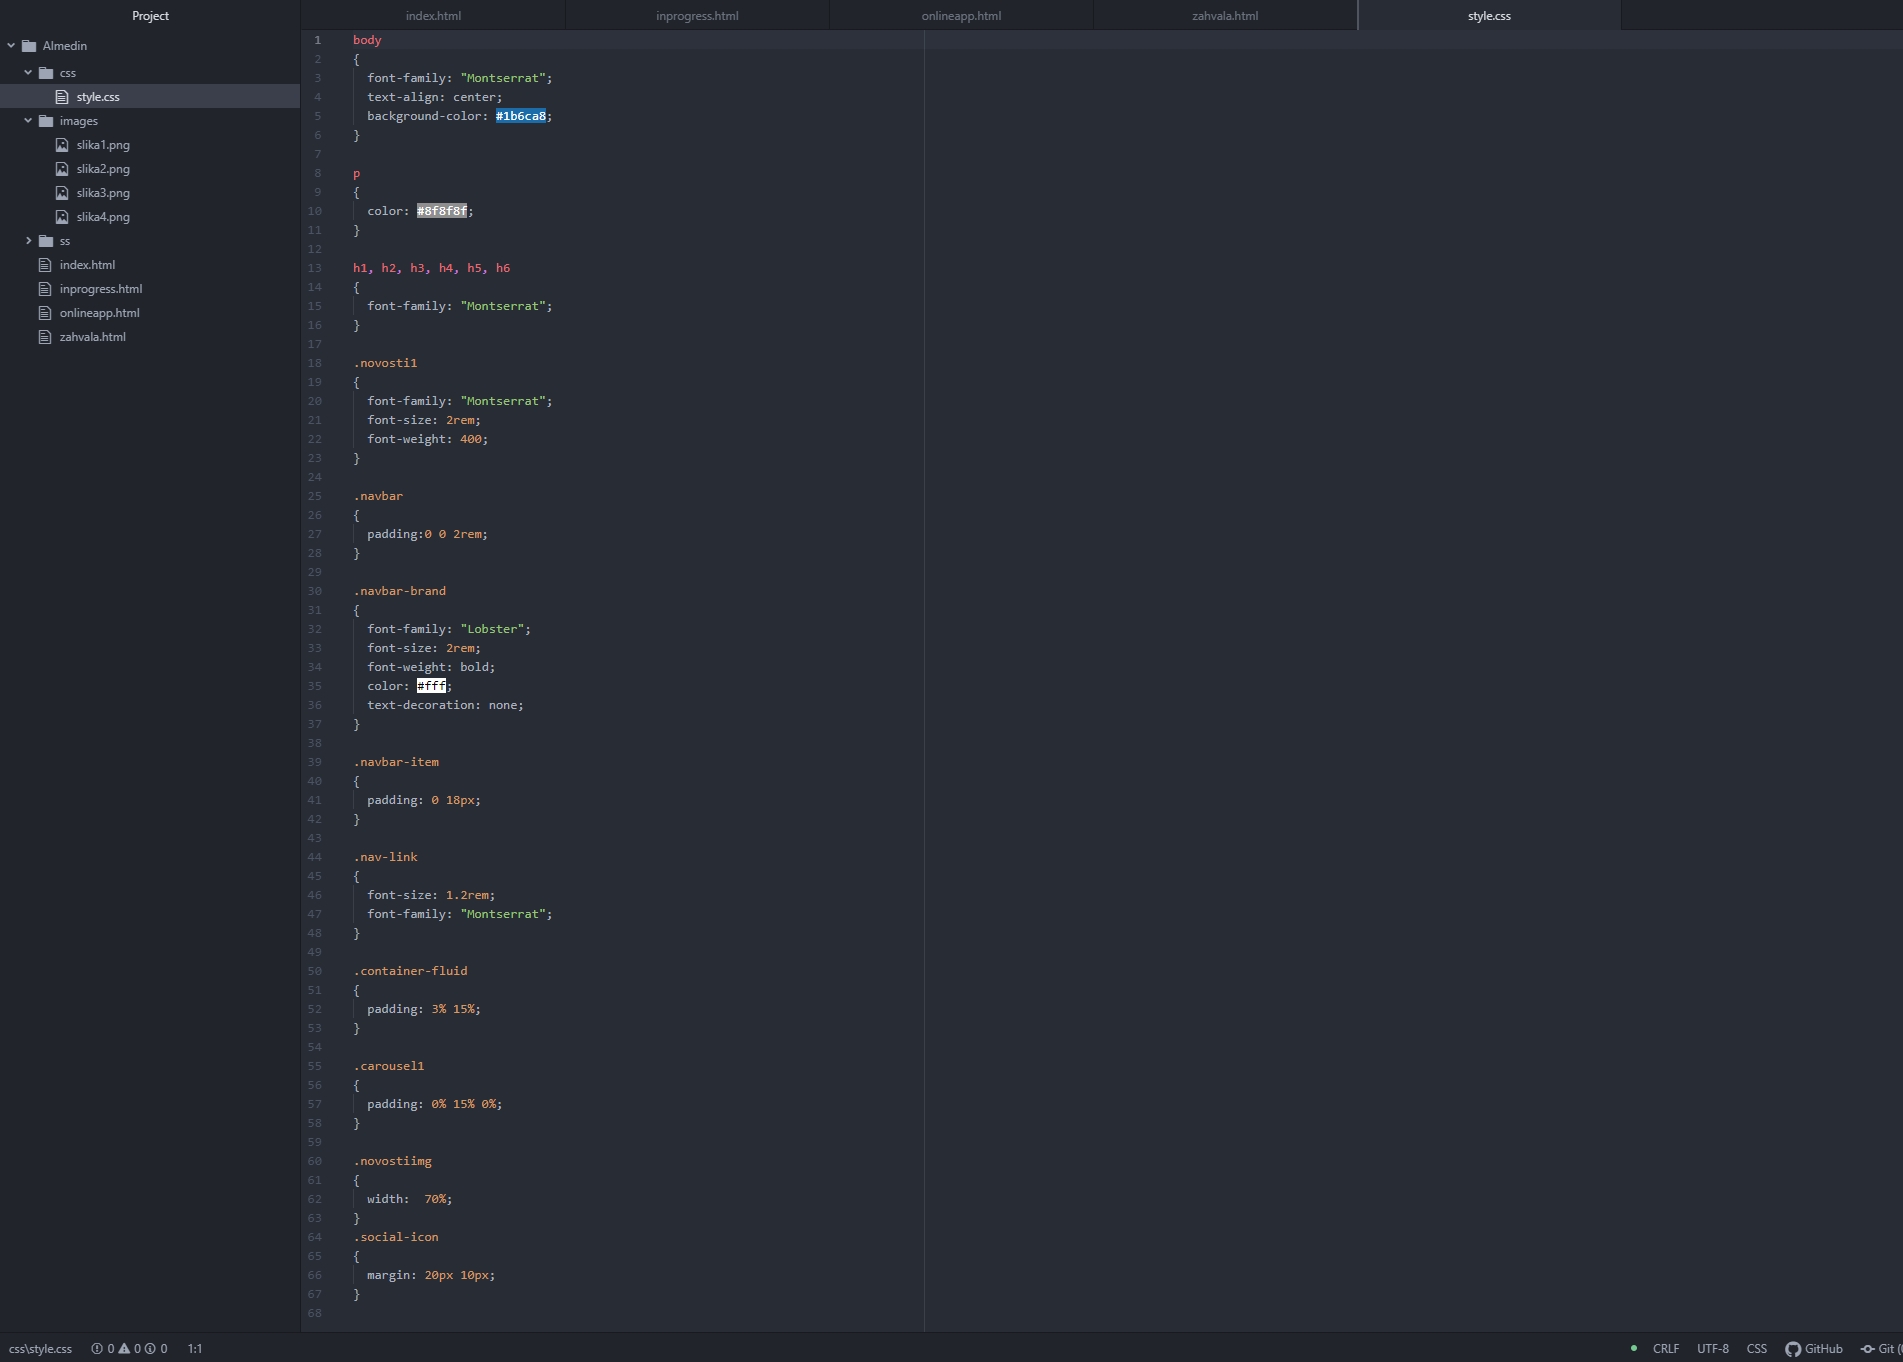 Project
Almedin
css
style.css
images
slika1.png
slika2.png
slika3.png
slika4.png
ss
index.html
inprogress.html
onlineapp.html
zahvala.html
index.html
inprogress.html
onlineapp.html
zahvala.html
style.css
1 body
2 {
3 font-family: "Montserrat";
4 text-align: center;
5 background-color: #1b6ca8;
6 }
7
8 p
9 {
10 color: #8f8f8f;
11 }
12
13 h1, h2, h3, h4, h5, h6
14 {
15 font-family: "Montserrat";
16 }
17
18 .novosti1
19 {
20 font-family: "Montserrat";
21 font-size: 2rem;
22 font-weight: 400;
23 }
24
25 .navbar
26 {
27 padding:0 0 2rem;
28 }
29
30 .navbar-brand
31 {
32 font-family: "Lobster";
33 font-size: 2rem;
34 font-weight: bold;
35 color: #fff;
36 text-decoration: none;
37 }
38
39 .navbar-item
40 {
41 padding: 0 18px;
42 }
43
44 .nav-link
45 {
46 font-size: 1.2rem;
47 font-family: "Montserrat";
48 }
49
50 .container-fluid
51 {
52 padding: 3% 15%;
53 }
54
55 .carousel1
56 {
57 padding: 0% 15% 0%;
58 }
59
60 .novostiimg
61 {
62 width:  70%;
63 }
64 .social-icon
65 {
66 margin: 20px 10px;
67 }
68
css\style.css 0 0 0 1:1 CRLF UTF-8 CSS GitHub Git (